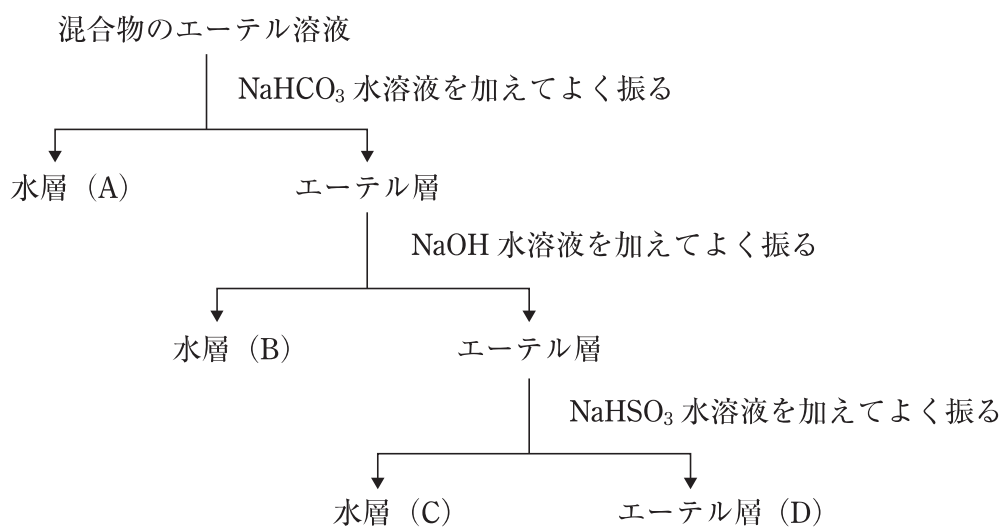 混合物のエーテル溶液
NaHCO₃ 水溶液を加えてよく振る
水層（A）
エーテル層
NaOH 水溶液を加えてよく振る
水層（B）
エーテル層
NaHSO₃ 水溶液を加えてよく振る
水層（C）
エーテル層（D）